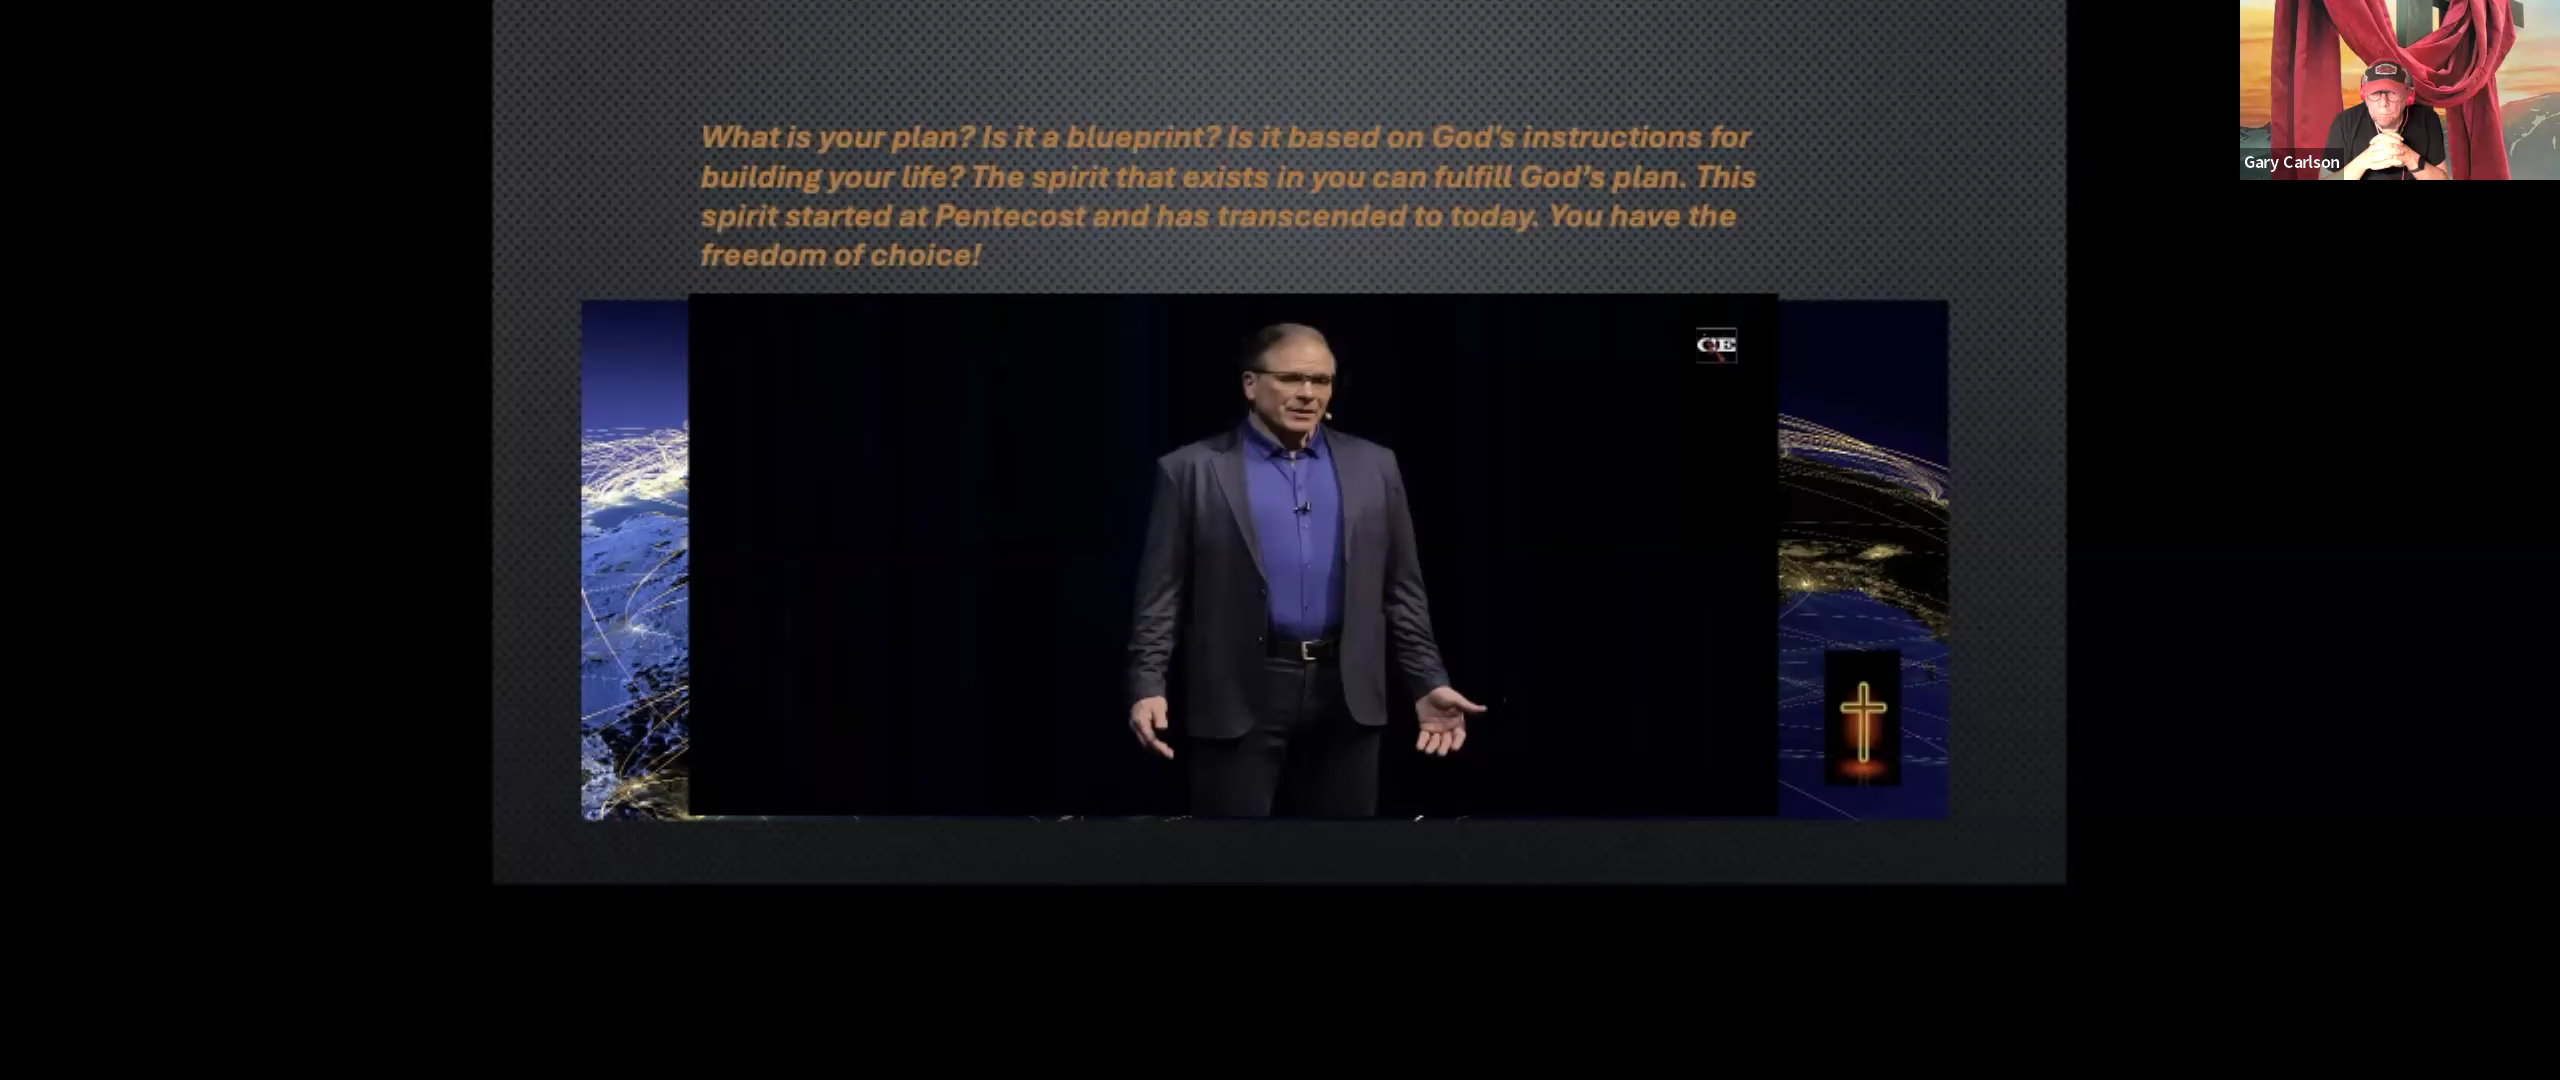 What is your plan? Is it a blueprint? Is it based on God's instructions for
building your life? The spirit that exists in you can fulfill God's plan. This
spirit started at Pentecost and has transcended to today. You have the
freedom of choice!
Gary Carlson